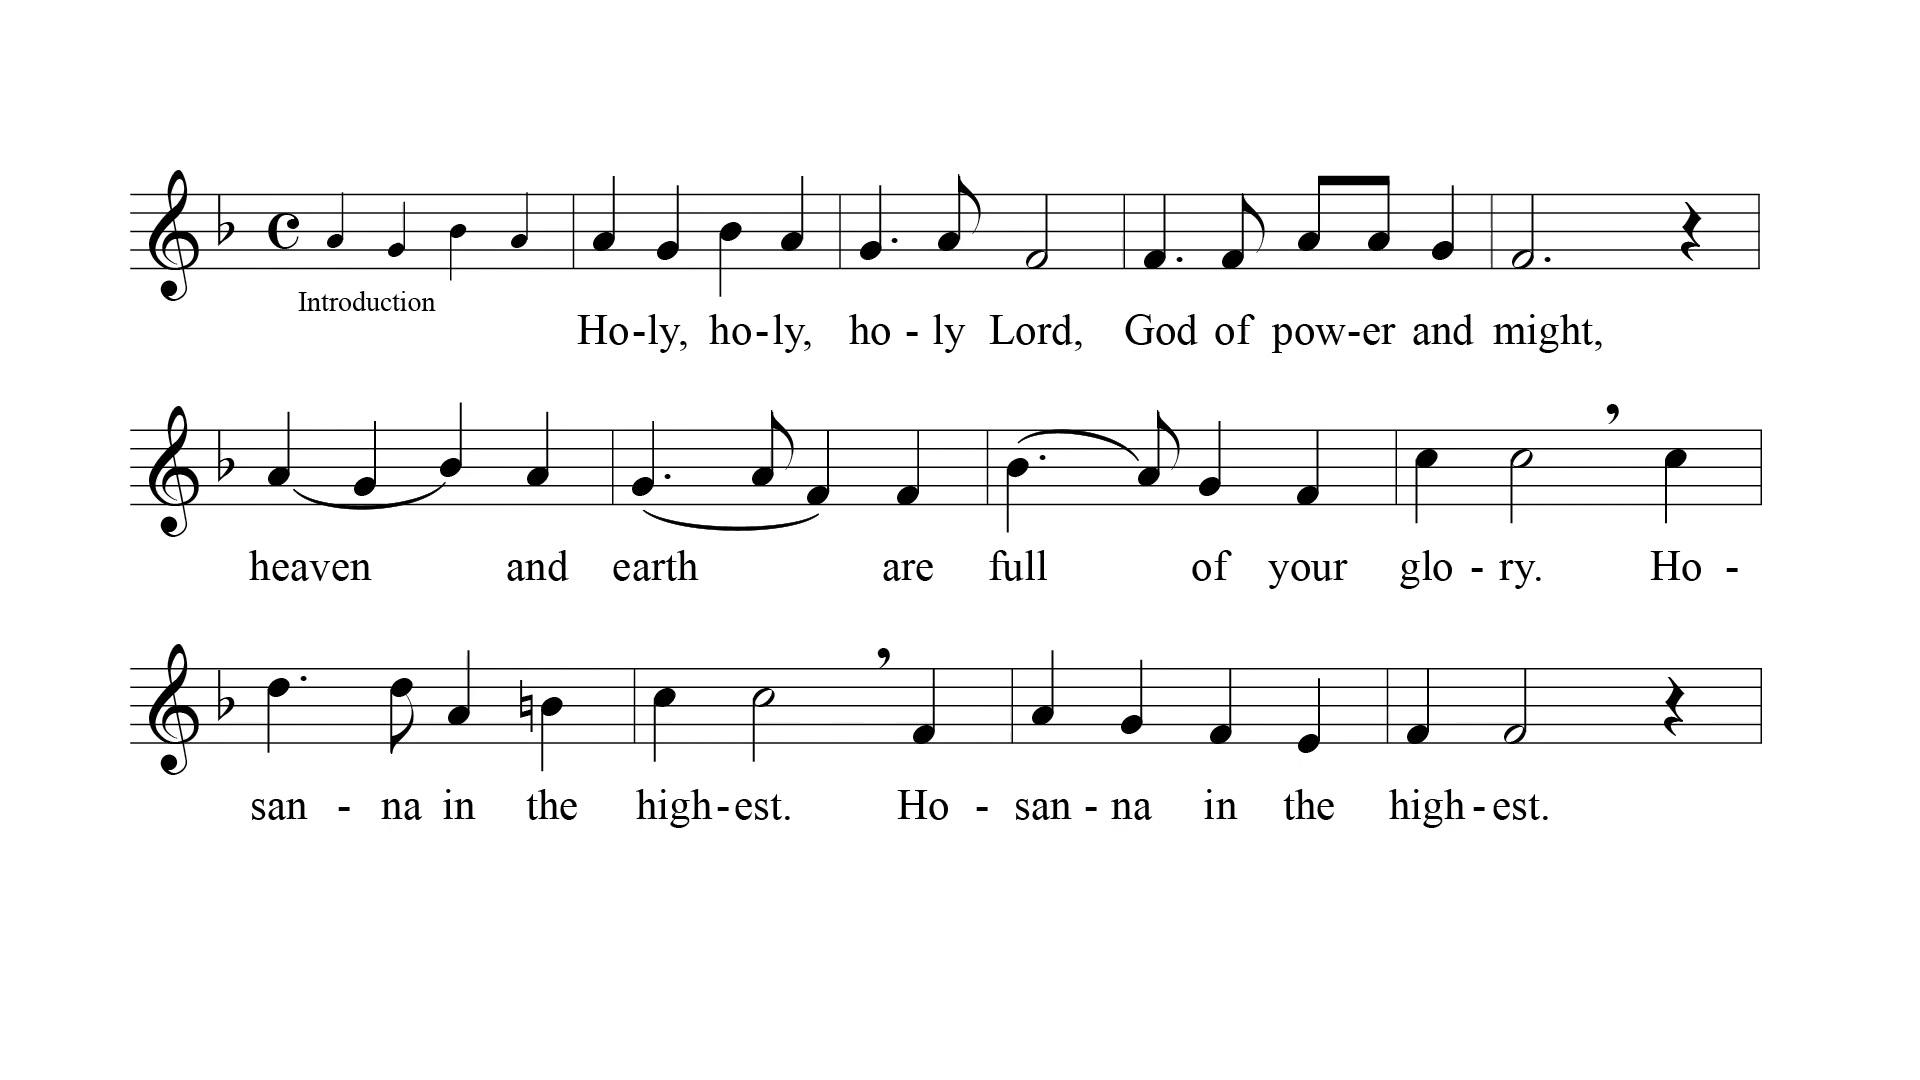 Introduction
Ho-ly, ho-ly, ho - ly Lord, God of pow-er and might,
heaven and earth are full of your glo - ry. Ho -
san - na in the high-est. Ho - san - na in the high-est.